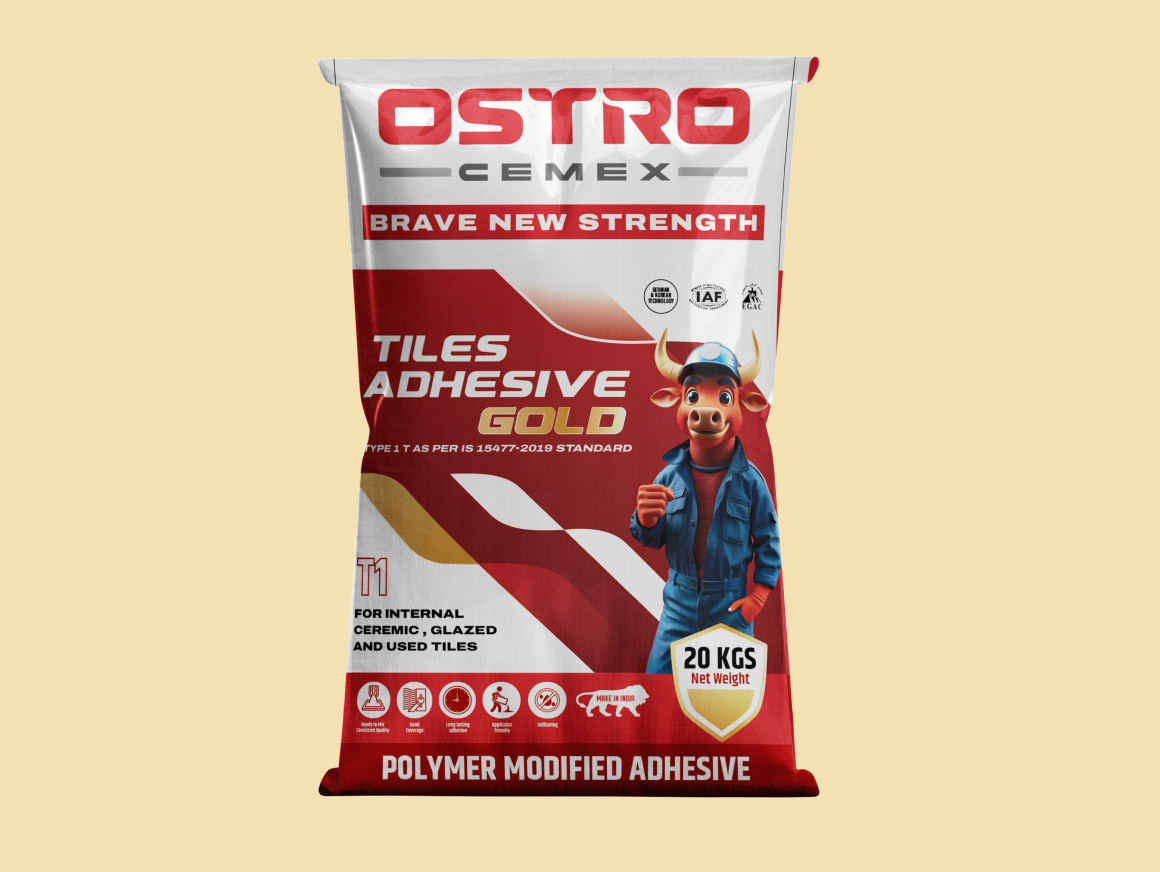 OSTRO
CEMEX
BRAVE NEW STRENGTH
GERMAN
& KOREAN
TECHNOLOGY
IAF
EGAC
TILES
ADHESIVE
GOLD
TYPE 1 T AS PER IS 15477-2019 STANDARD
T1
FOR INTERNAL
CEREMIC , GLAZED
AND USED TILES
20 KGS
Net Weight
Ready to Mix
Consistent Quality
Good
Coverage
Long lasting
adhesion
Applicator
friendly
Selfcuring
MAKE IN INDIA
POLYMER MODIFIED ADHESIVE